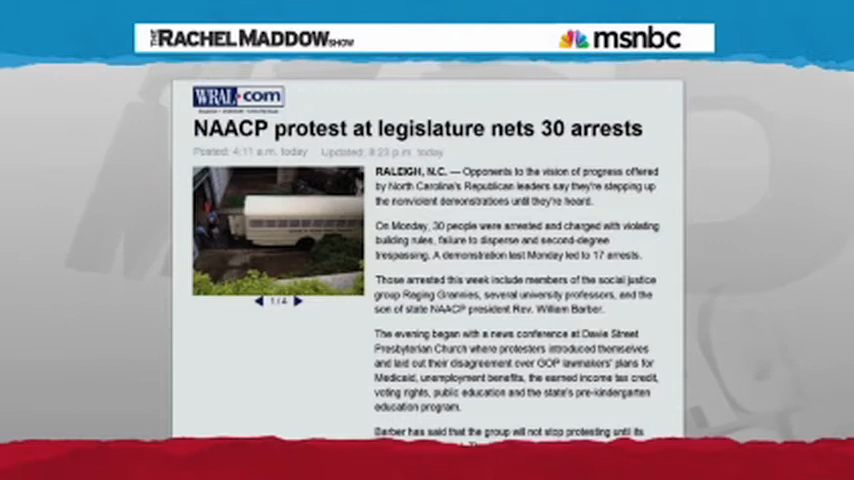 THE RACHEL MADDOW SHOW
msnbc
WRAL.com
NAACP protest at legislature nets 30 arrests
Posted: 4:11 a.m. today Updated: 8:23 p.m. today
RALEIGH, N.C. — Opponents to the vision of progress offered
by North Carolina's Republican leaders say they're stepping up
the nonviolent demonstrations until they're heard.
On Monday, 30 people were arrested and charged with violating
building rules, failure to disperse and second-degree
trespassing. A demonstration last Monday led to 17 arrests.
Those arrested this week include members of the social justice
group Raging Grannies, several university professors, and the
son of state NAACP president Rev. William Barber.
The evening began with a news conference at Davie Street
Presbyterian Church where protesters introduced themselves
and laid out their disagreement over GOP lawmakers' plans for
Medicaid, unemployment benefits, the earned income tax credit,
voting rights, public education and the state's pre-kindergarten
education program.
Barber has said that the group will not stop protesting until its
1/4